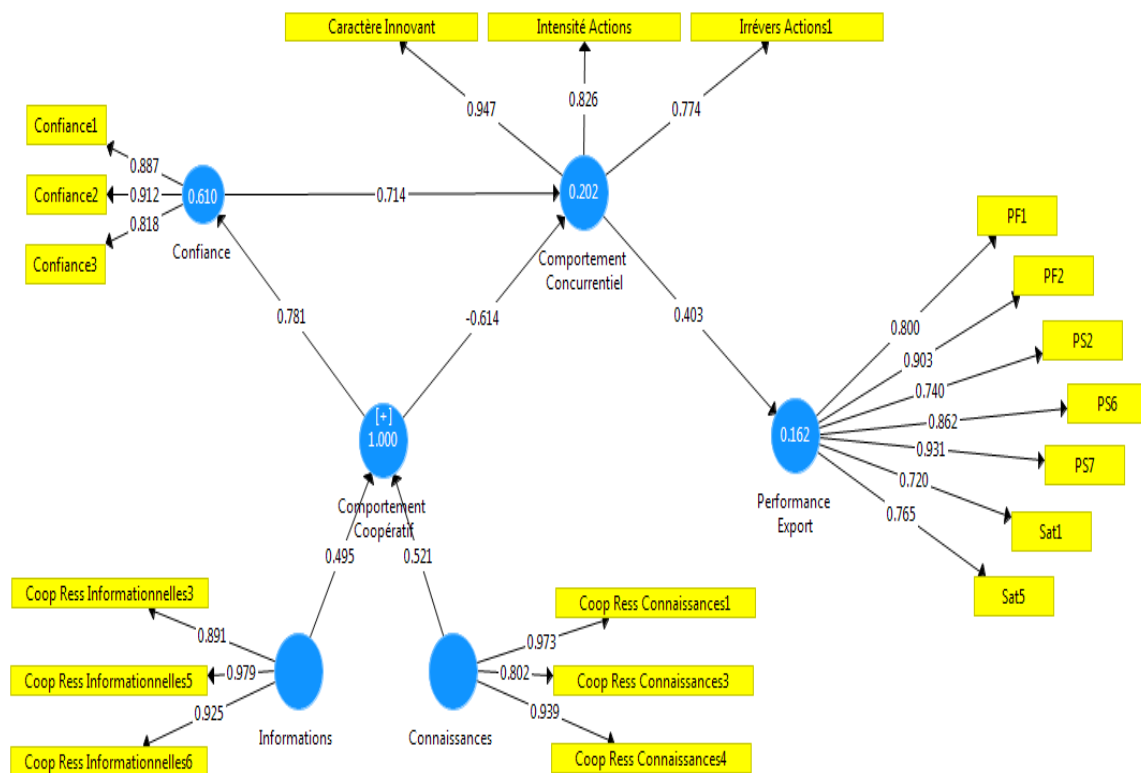 Caractère Innovant
Intensité Actions
Irrévers Actions1
0.947
0.826
0.774
Confiance1
Confiance2
Confiance3
0.887
0.912
0.818
0.610
Confiance
0.714
0.202
Comportement
Concurrentiel
0.781
-0.614
0.403
PF1
PF2
PS2
PS6
PS7
Sat1
Sat5
0.800
0.903
0.740
0.862
0.931
0.720
0.765
0.162
Performance
Export
[+]
1.000
Comportement
Coopératif
0.495
0.521
Coop Ress Informationnelles3
Coop Ress Informationnelles5
Coop Ress Informationnelles6
0.891
0.979
0.925
Informations
Connaissances
0.973
0.802
0.939
Coop Ress Connaissances1
Coop Ress Connaissances3
Coop Ress Connaissances4